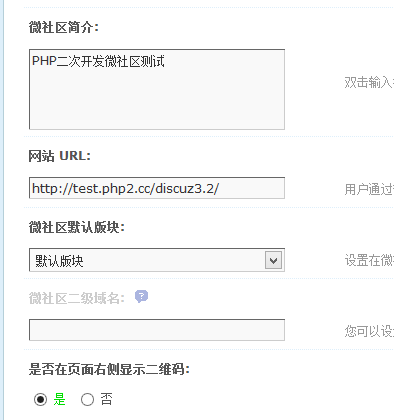 微社区简介：
PHP二次开发微社区测试
双击输入
网站 URL:
http://test.php2.cc/discuz3.2/
用户通过
微社区默认版块：
默认版块
设置在微
微社区二级域名：
您可以设
是否在页面右侧显示二维码：
是 否